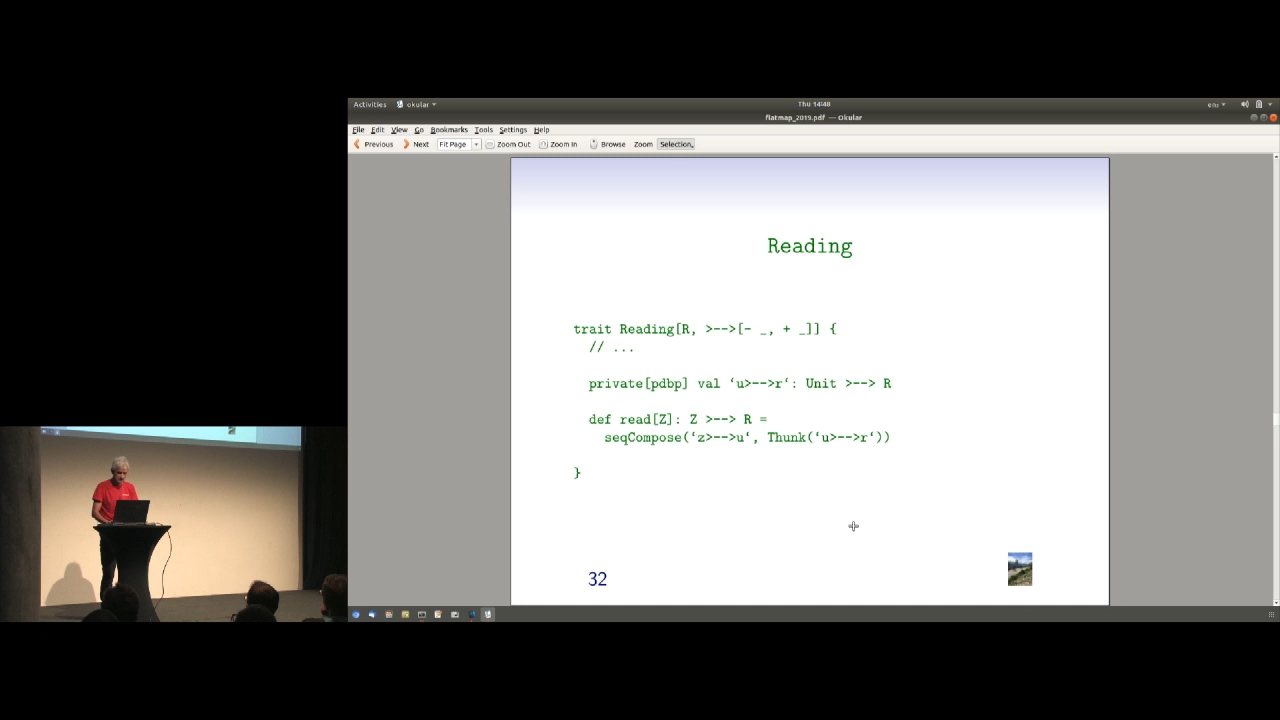 Activities okular Thu 14:48 en₂
flatmap_2019.pdf — Okular
File Edit View Go Bookmarks Tools Settings Help
Previous Next Fit Page Zoom Out Zoom In Browse Zoom Selection
Reading
trait Reading[R, >-->[- _, + _]] {
// ...
private[pdbp] val ‘u>-->r‘: Unit >--> R
def read[Z]: Z >--> R =
seqCompose(‘z>-->u‘, Thunk(‘u>-->r‘))
}
32